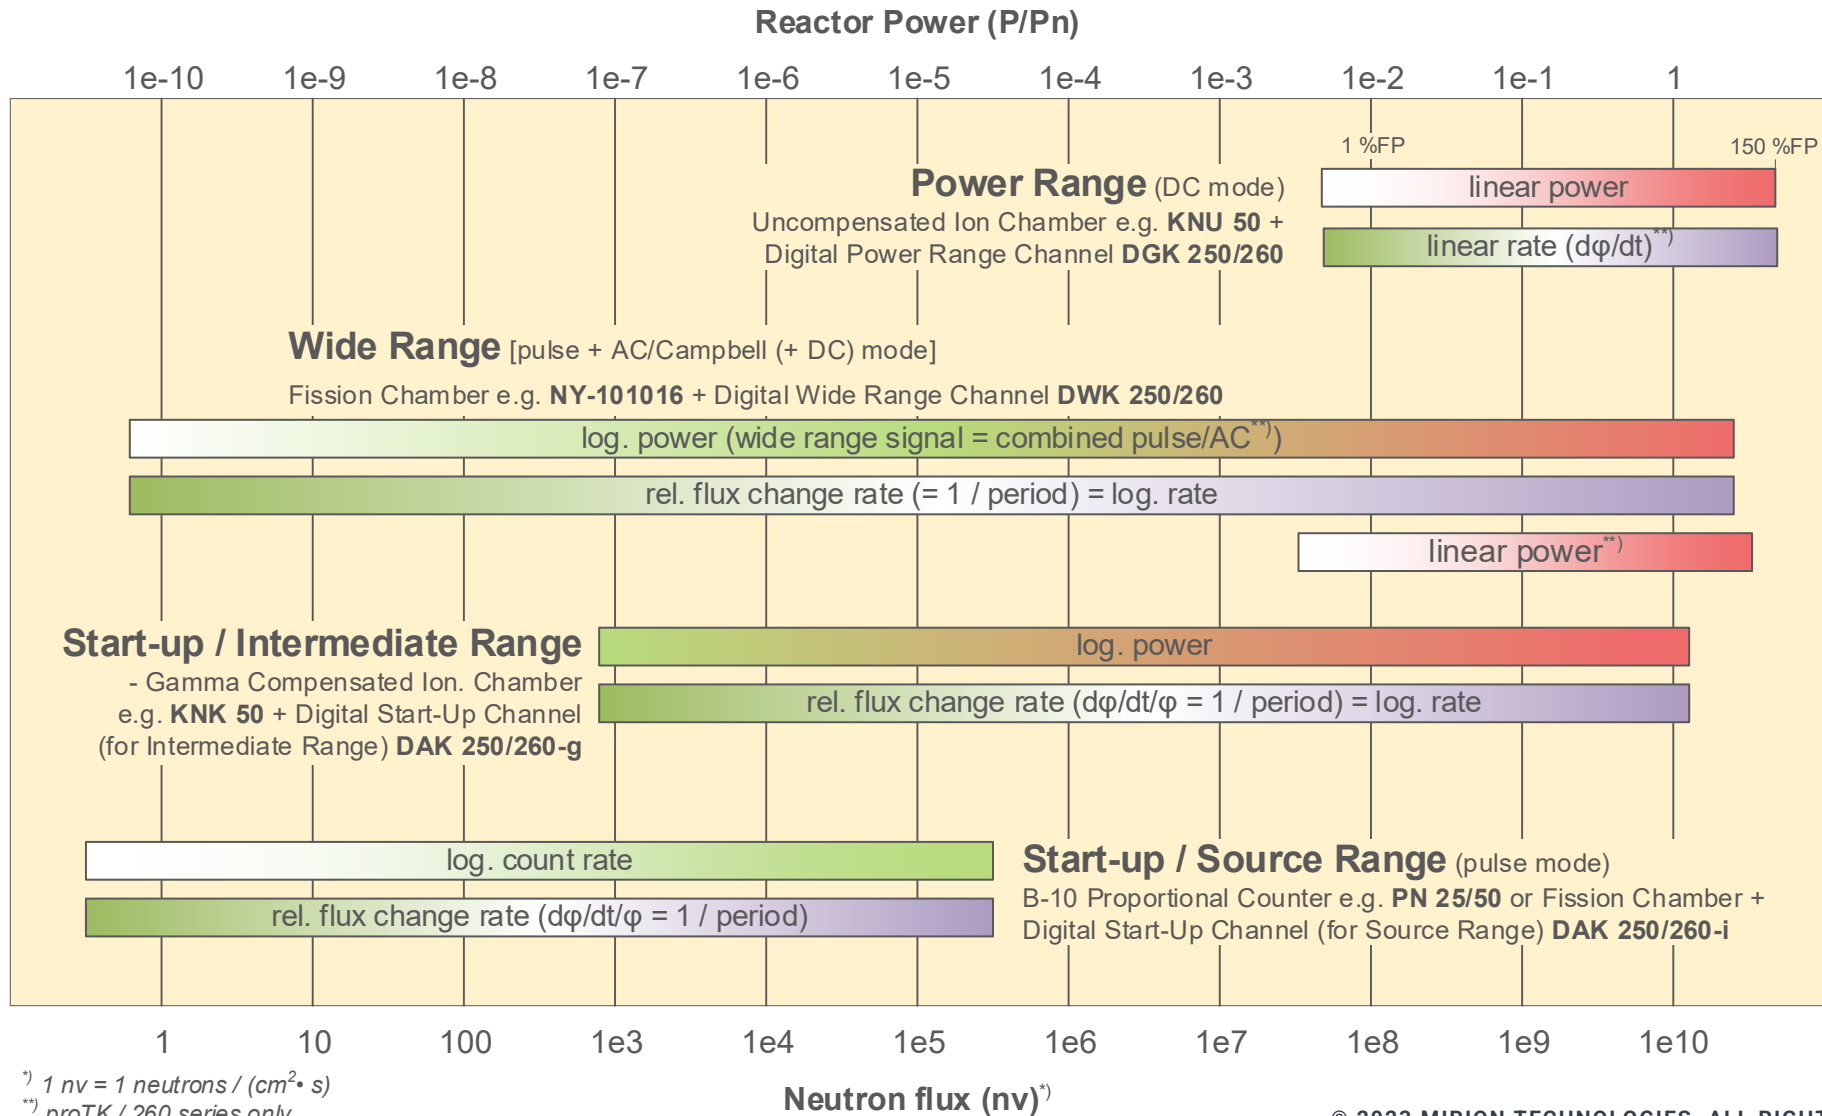 Reactor Power (P/Pn)
1e-10 1e-9 1e-8 1e-7 1e-6 1e-5 1e-4 1e-3 1e-2 1e-1 1
1 %FP 150 %FP
Power Range (DC mode)
Uncompensated Ion Chamber e.g. KNU 50 +
Digital Power Range Channel DGK 250/260
linear power
linear rate (dφ/dt)**)
Wide Range [pulse + AC/Campbell (+ DC) mode]
Fission Chamber e.g. NY-101016 + Digital Wide Range Channel DWK 250/260
log. power (wide range signal = combined pulse/AC**))
rel. flux change rate (= 1 / period) = log. rate
linear power**)
Start-up / Intermediate Range
- Gamma Compensated Ion. Chamber
e.g. KNK 50 + Digital Start-Up Channel
(for Intermediate Range) DAK 250/260-g
log. power
rel. flux change rate (dφ/dt/φ = 1 / period) = log. rate
log. count rate
rel. flux change rate (dφ/dt/φ = 1 / period)
Start-up / Source Range (pulse mode)
B-10 Proportional Counter e.g. PN 25/50 or Fission Chamber +
Digital Start-Up Channel (for Source Range) DAK 250/260-i
1 10 100 1e3 1e4 1e5 1e6 1e7 1e8 1e9 1e10
*) 1 nv = 1 neutrons / (cm²• s)
**) proTK / 260 series only
Neutron flux (nv)*)
© 2023 MIRION TECHNOLOGIES. ALL RIGHT